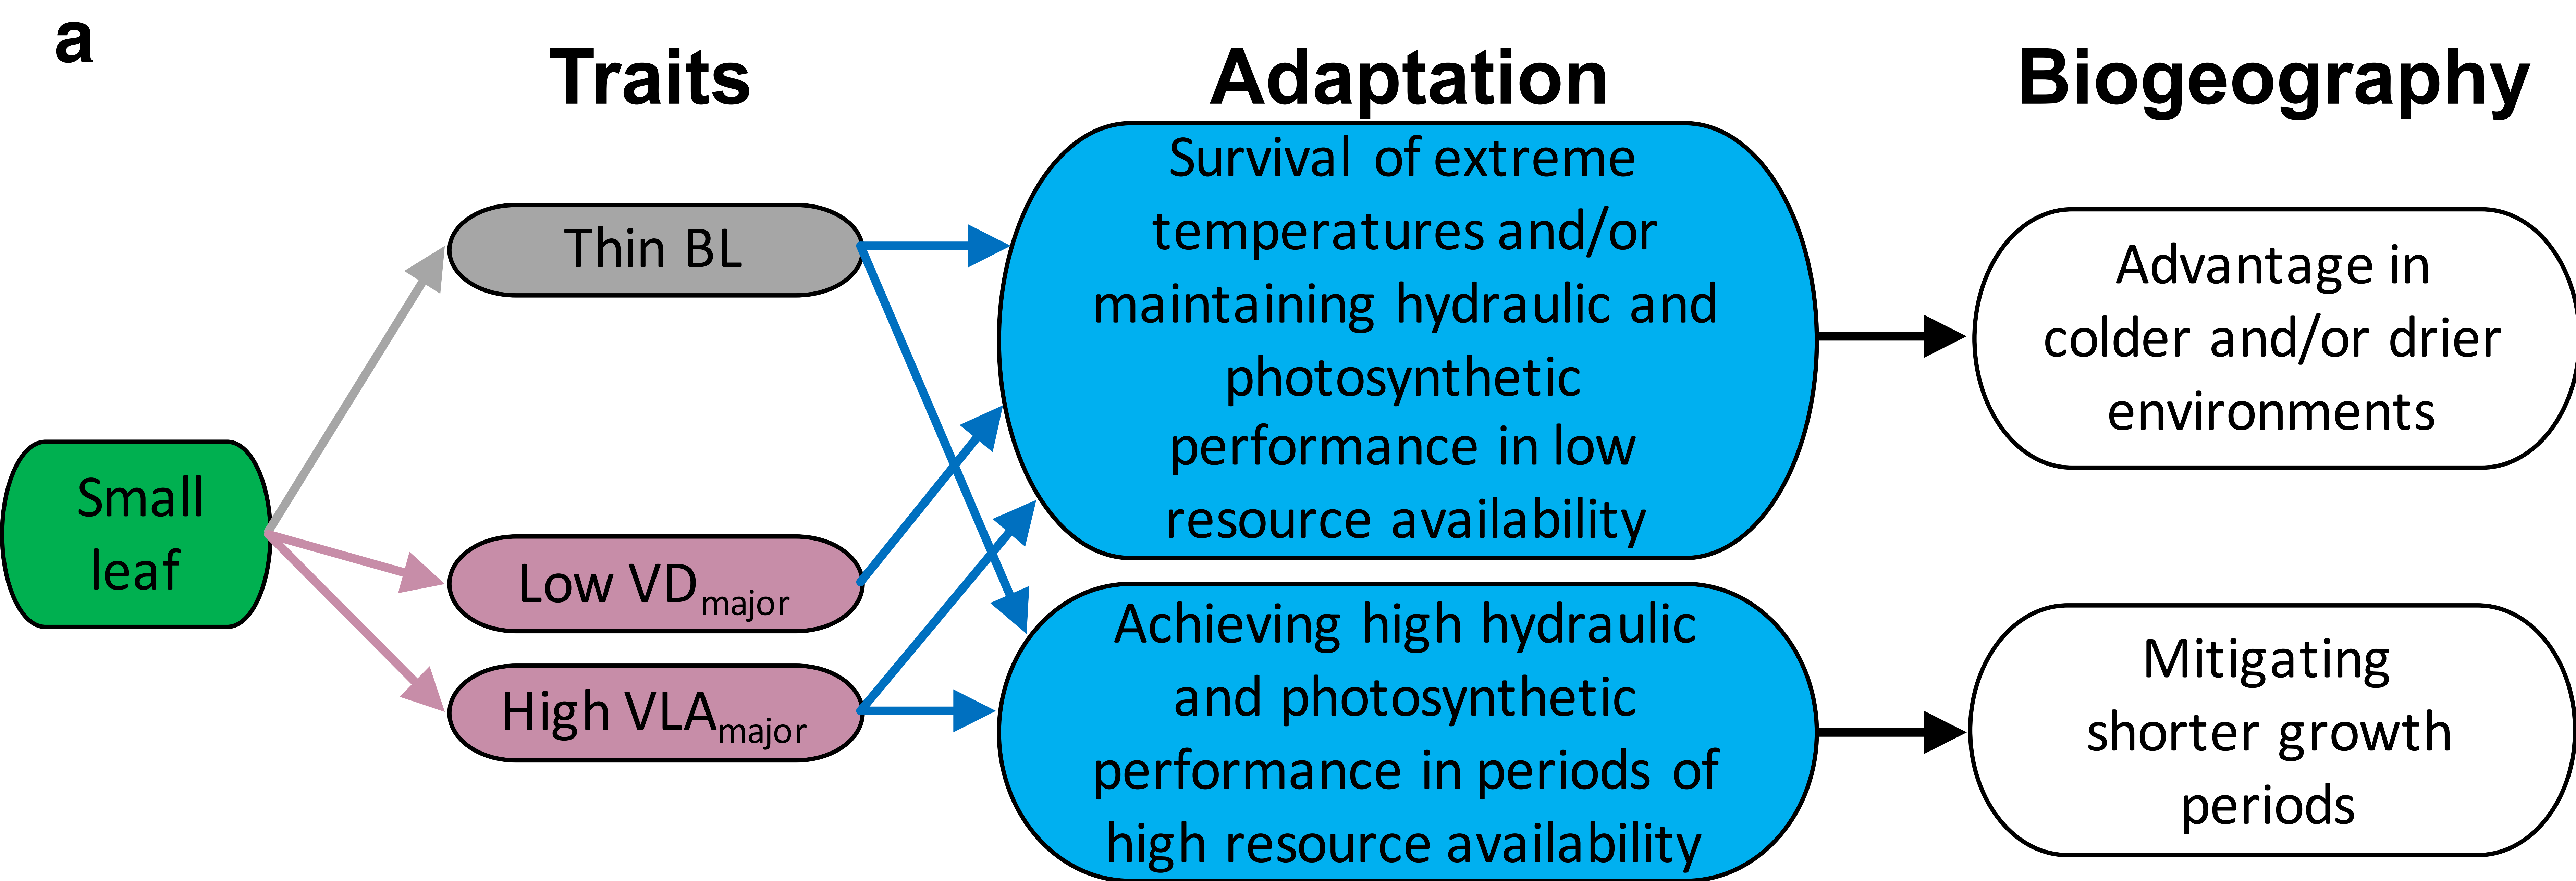 a
Traits
Adaptation
Biogeography
Small
leaf
Thin BL
Low VDmajor
High VLAmajor
Survival of extreme
temperatures and/or
maintaining hydraulic and
photosynthetic
performance in low
resource availability
Achieving high hydraulic
and photosynthetic
performance in periods of
high resource availability
Advantage in
colder and/or drier
environments
Mitigating
shorter growth
periods